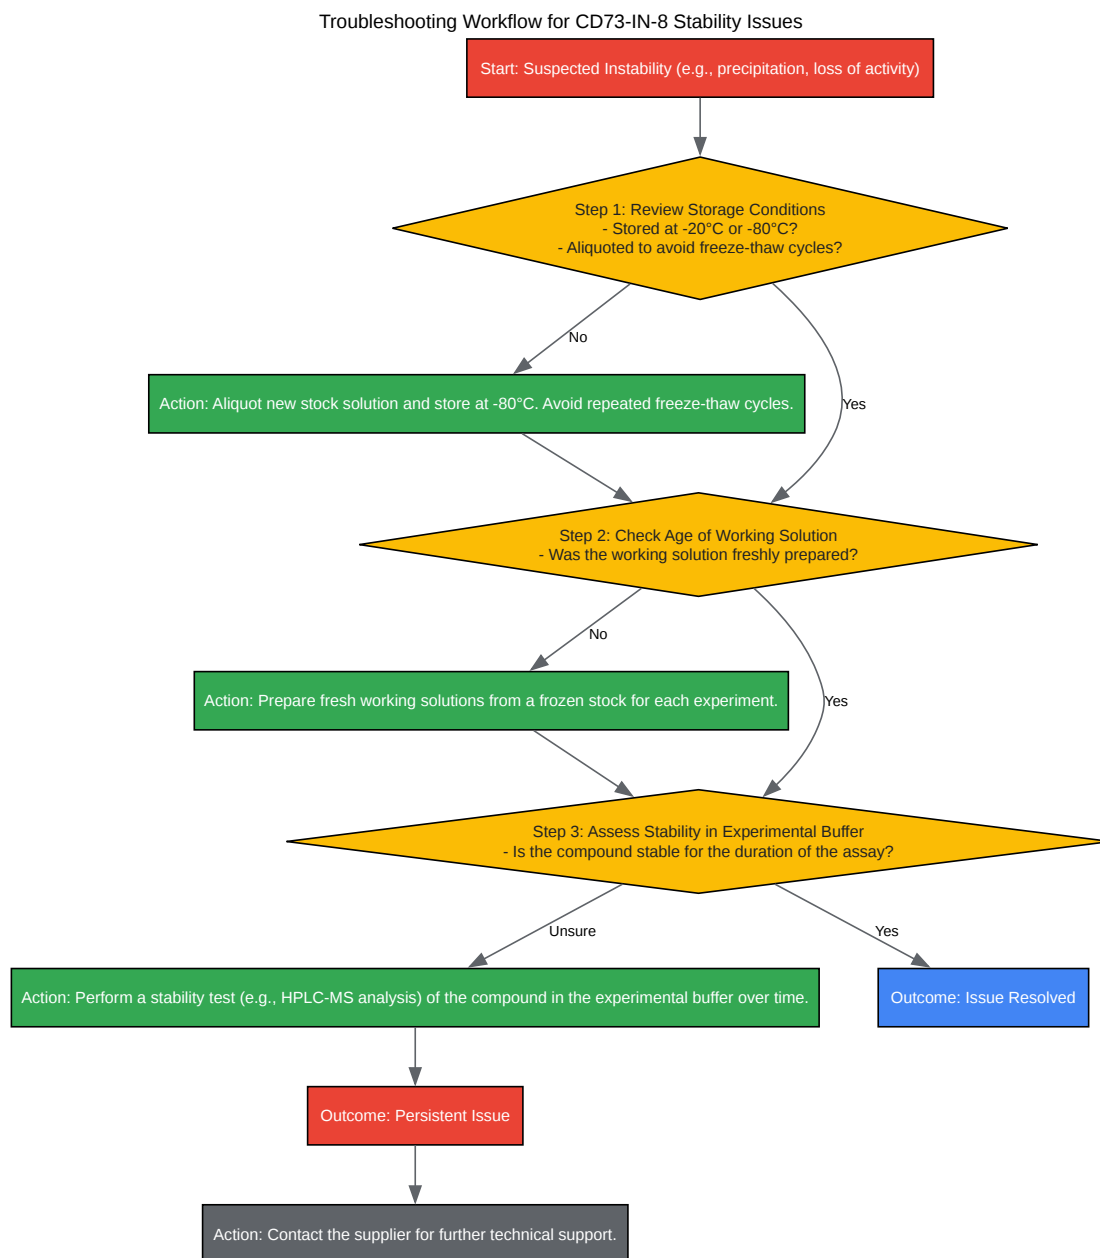 Troubleshooting Workflow for CD73-IN-8 Stability Issues
Start: Suspected Instability (e.g., precipitation, loss of activity)
Step 1: Review Storage Conditions
- Stored at -20°C or -80°C?
- Aliquoted to avoid freeze-thaw cycles?
No
Action: Aliquot new stock solution and store at -80°C. Avoid repeated freeze-thaw cycles.
Yes
Step 2: Check Age of Working Solution
- Was the working solution freshly prepared?
No
Action: Prepare fresh working solutions from a frozen stock for each experiment.
Yes
Step 3: Assess Stability in Experimental Buffer
- Is the compound stable for the duration of the assay?
Unsure
Yes
Action: Perform a stability test (e.g., HPLC-MS analysis) of the compound in the experimental buffer over time.
Outcome: Issue Resolved
Outcome: Persistent Issue
Action: Contact the supplier for further technical support.